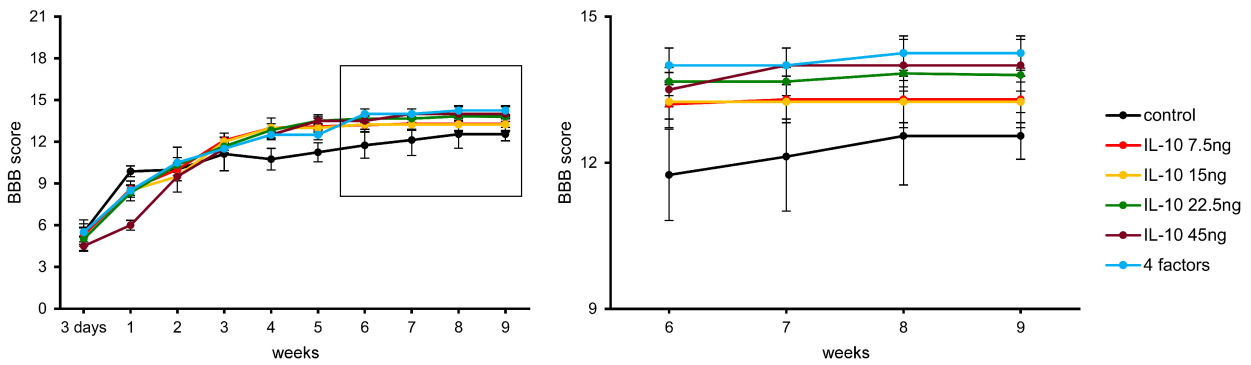 21
18
15
12
9
6
3
0
BBB score
3 days 1 2 3 4 5 6 7 8 9
weeks
15
12
9
BBB score
6 7 8 9
weeks
control
IL-10 7.5ng
IL-10 15ng
IL-10 22.5ng
IL-10 45ng
4 factors